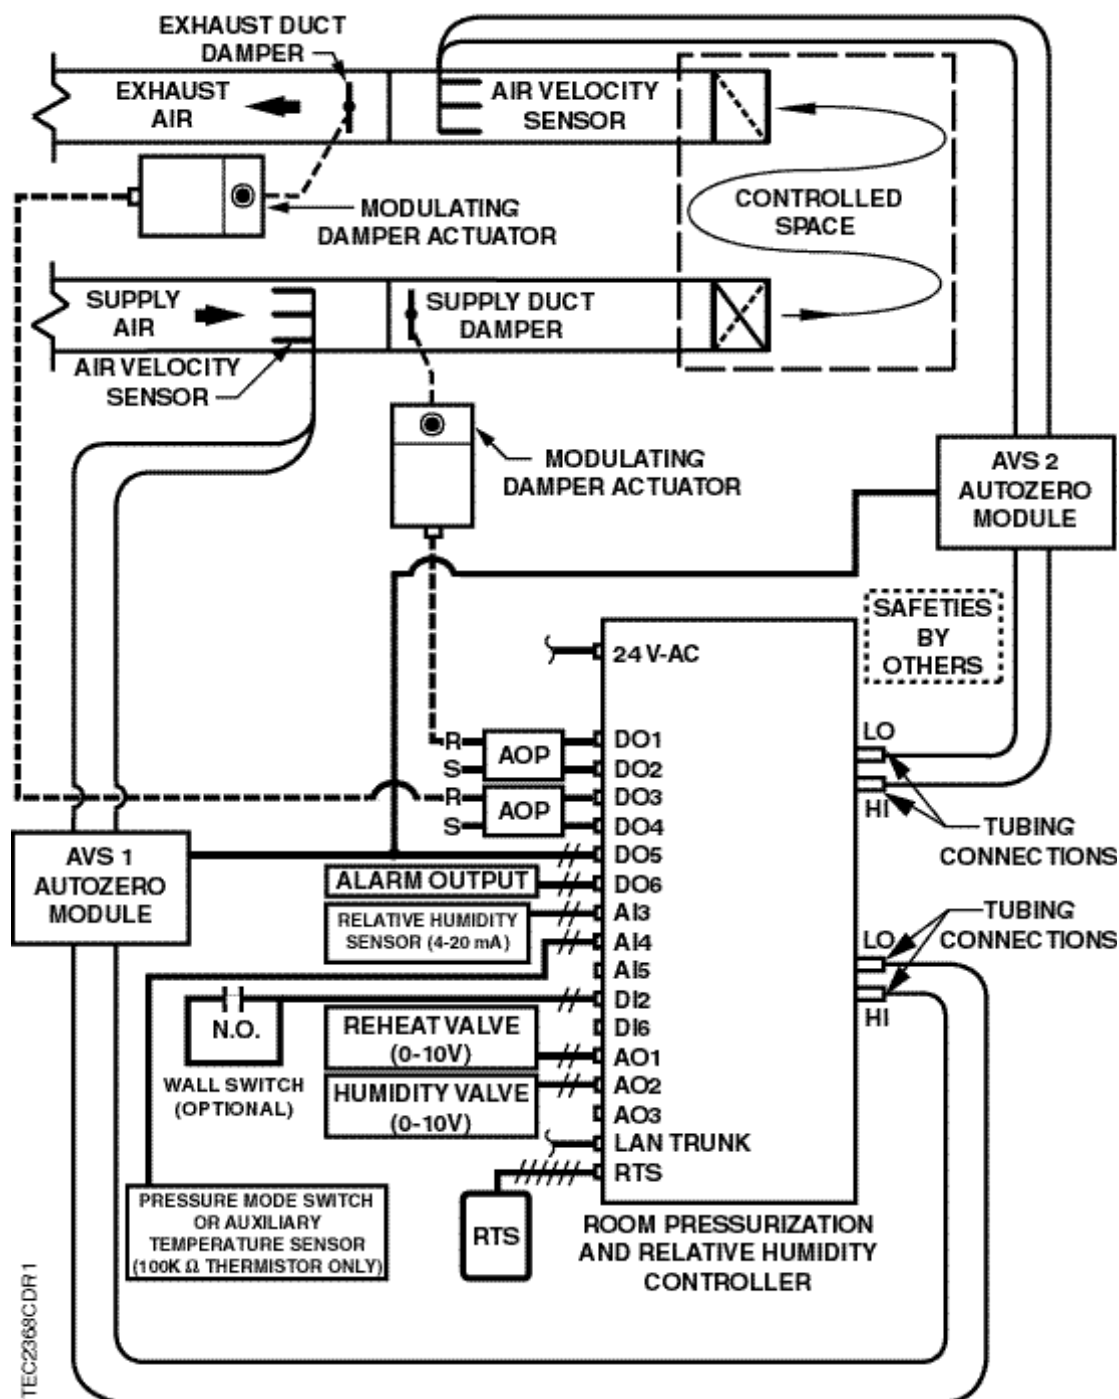 EXHAUST DUCT
DAMPER
EXHAUST
AIR
AIR VELOCITY
SENSOR
MODULATING
DAMPER ACTUATOR
CONTROLLED
SPACE
SUPPLY
AIR
SUPPLY DUCT
DAMPER
AIR VELOCITY
SENSOR
MODULATING
DAMPER ACTUATOR
AVS 2
AUTOZERO
MODULE
SAFETIES
BY
OTHERS
24 V-AC
R
S
AOP
DO1
DO2
R
S
AOP
DO3
DO4
LO
HI
TUBING
CONNECTIONS
AVS 1
AUTOZERO
MODULE
DO5
ALARM OUTPUT
DO6
RELATIVE HUMIDITY
SENSOR (4-20 mA)
AI3
AI4
AI5
LO
HI
TUBING
CONNECTIONS
N.O.
WALL SWITCH
(OPTIONAL)
DI2
DI6
REHEAT VALVE
(0-10V)
AO1
HUMIDITY VALVE
(0-10V)
AO2
AO3
LAN TRUNK
RTS
PRESSURE MODE SWITCH
OR AUXILIARY
TEMPERATURE SENSOR
(100K Ω THERMISTOR ONLY)
RTS
ROOM PRESSURIZATION
AND RELATIVE HUMIDITY
CONTROLLER
TEC2368CDR1